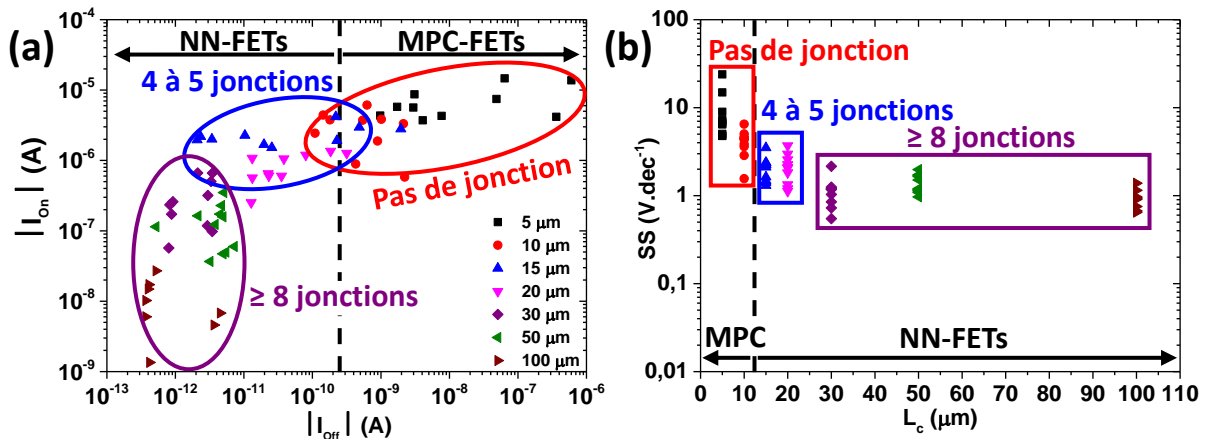 (a)
NN-FETs
MPC-FETs
4 à 5 jonctions
Pas de jonction
≥ 8 jonctions
5 μm
10 μm
15 μm
20 μm
30 μm
50 μm
100 μm
|I_On| (A)
10^-4
10^-5
10^-6
10^-7
10^-8
10^-9
10^-13
10^-12
10^-11
10^-10
10^-9
10^-8
10^-7
10^-6
|I_Off| (A)
(b)
Pas de jonction
4 à 5 jonctions
≥ 8 jonctions
MPC
NN-FETs
SS (V.dec^-1)
100
10
1
0,1
0,01
0
10
20
30
40
50
60
70
80
90
100
110
L_c (μm)